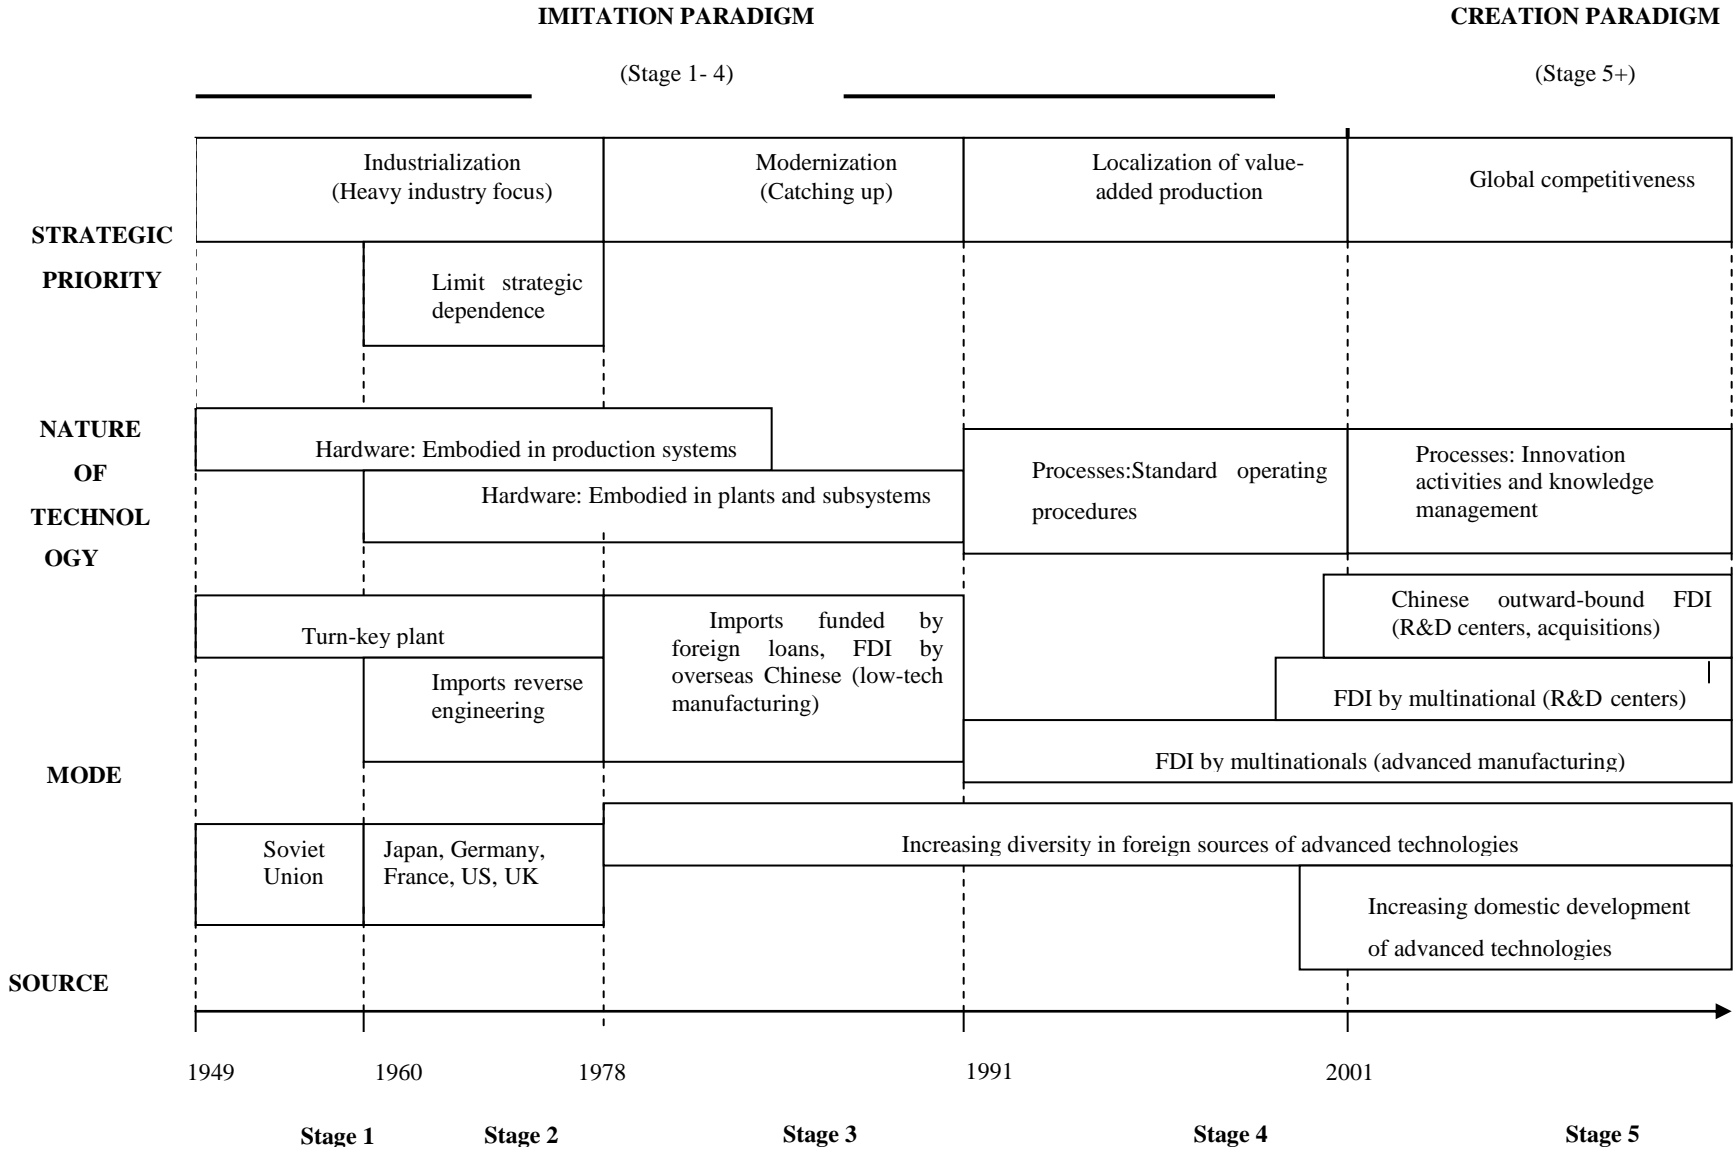 IMITATION PARADIGM
CREATION PARADIGM
(Stage 1- 4)
(Stage 5+)
STRATEGIC
PRIORITY
Industrialization
(Heavy industry focus)
Modernization
(Catching up)
Localization of value-
added production
Global competitiveness
Limit strategic
dependence
NATURE
OF
TECHNOL
OGY
Hardware: Embodied in production systems
Hardware: Embodied in plants and subsystems
Processes:Standard operating
procedures
Processes: Innovation
activities and knowledge
management
MODE
Turn-key plant
Imports reverse
engineering
Imports funded by
foreign loans, FDI by
overseas Chinese (low-tech
manufacturing)
Chinese outward-bound FDI
(R&D centers, acquisitions)
FDI by multinational (R&D centers)
FDI by multinationals (advanced manufacturing)
SOURCE
Soviet
Union
Japan, Germany,
France, US, UK
Increasing diversity in foreign sources of advanced technologies
Increasing domestic development
of advanced technologies
1949
1960
1978
1991
2001
Stage 1
Stage 2
Stage 3
Stage 4
Stage 5